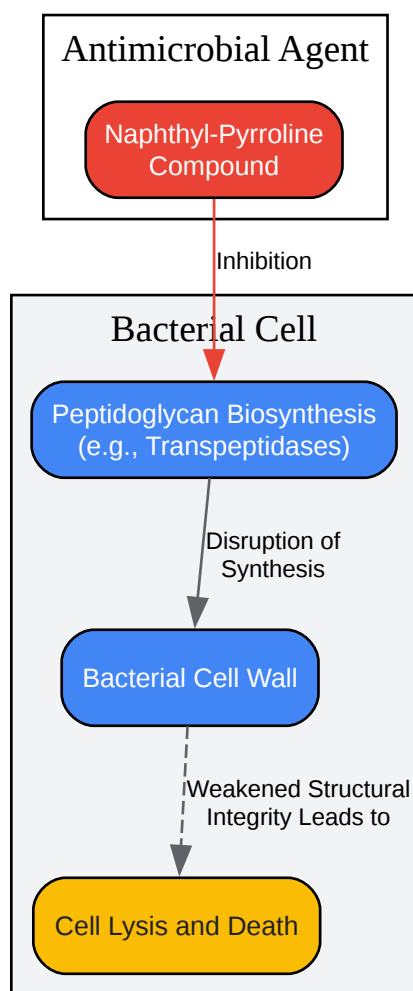 Antimicrobial Agent
Naphthyl-Pyrroline
Compound
Inhibition
Bacterial Cell
Peptidoglycan Biosynthesis
(e.g., Transpeptidases)
Disruption of
Synthesis
Bacterial Cell Wall
Weakened Structural
Integrity Leads to
Cell Lysis and Death